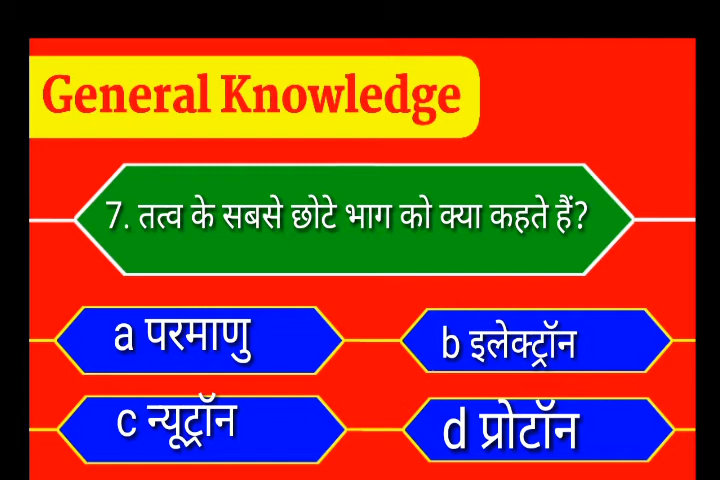 General Knowledge
7. तत्व के सबसे छोटे भाग को क्या कहते हैं?
a परमाणु
b इलेक्ट्रॉन
c न्यूट्रॉन
d प्रोटॉन